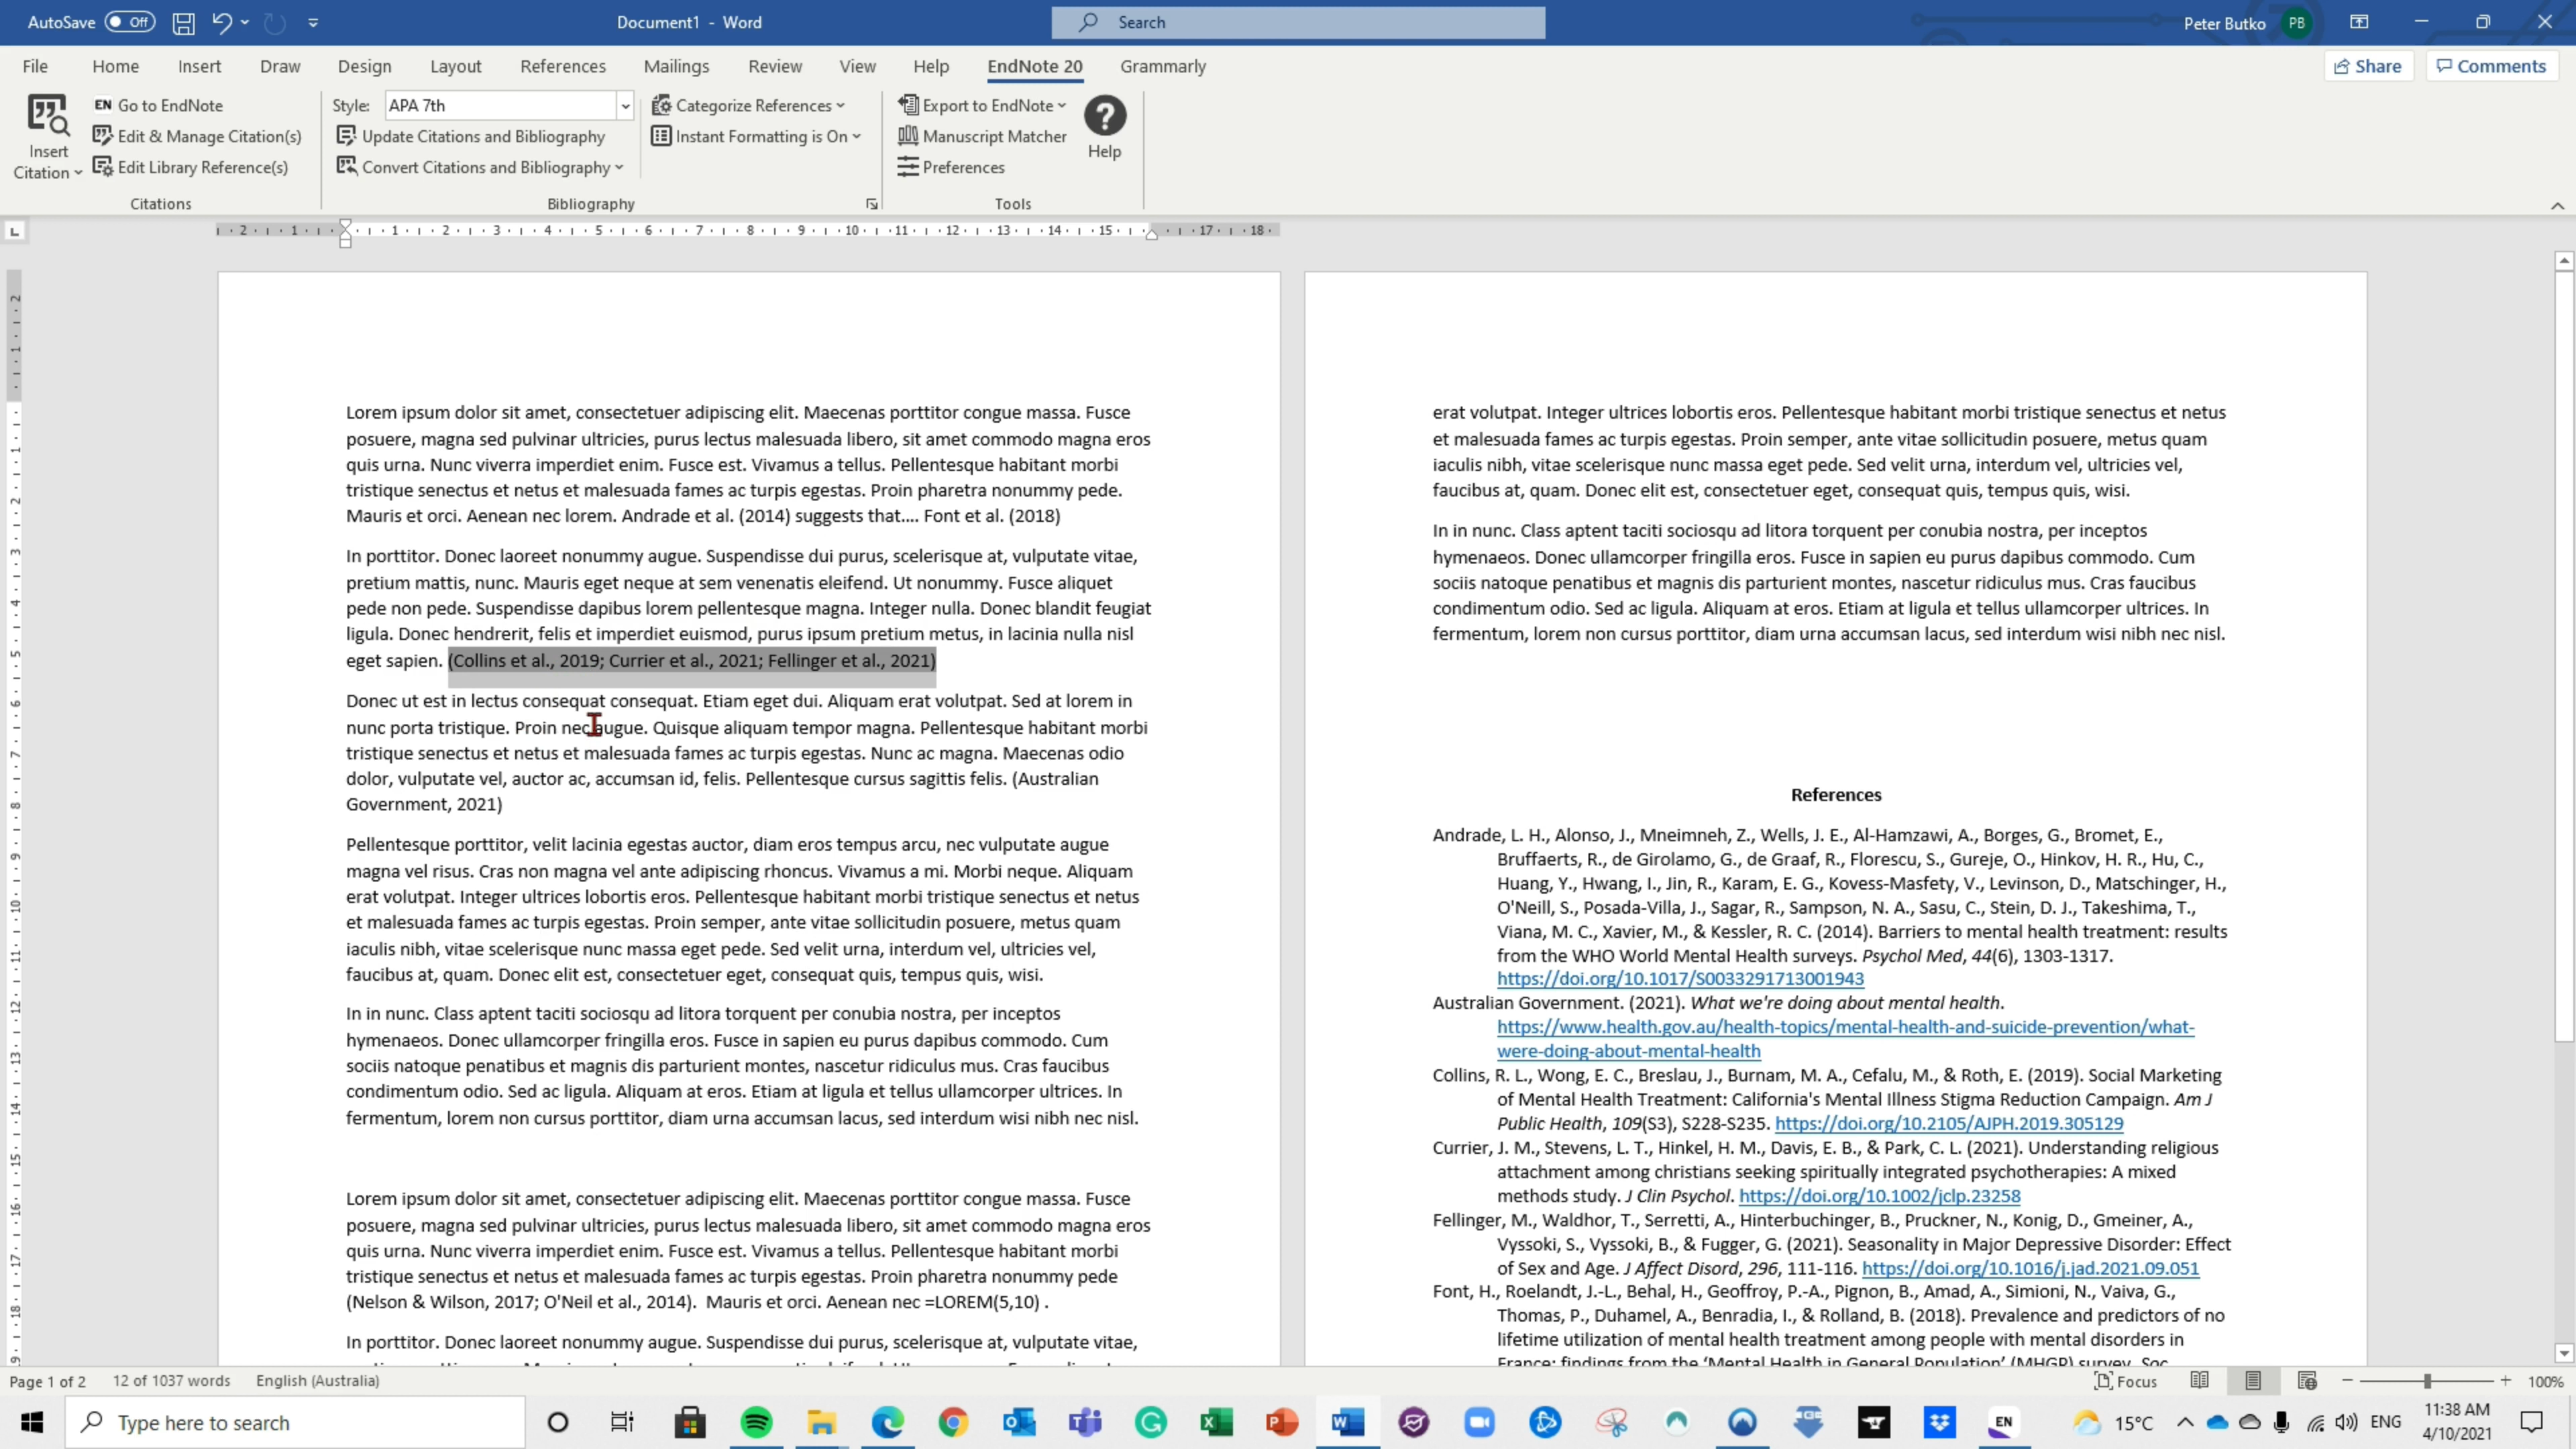 AutoSave Off
Document1 - Word
Search
Peter Butko PB
File Home Insert Draw Design Layout References Mailings Review View Help EndNote 20 Grammarly
Share Comments
Insert Citation
EN Go to EndNote
Edit & Manage Citation(s)
Edit Library Reference(s)
Citations
Style: APA 7th
Update Citations and Bibliography
Convert Citations and Bibliography
Categorize References
Instant Formatting is On
Bibliography
Export to EndNote
Manuscript Matcher
Preferences
Help
Tools
2 1 1 2 3 4 5 6 7 8 9 10 11 12 13 14 15 17 18
Lorem ipsum dolor sit amet, consectetuer adipiscing elit. Maecenas porttitor congue massa. Fusce
posuere, magna sed pulvinar ultricies, purus lectus malesuada libero, sit amet commodo magna eros
quis urna. Nunc viverra imperdiet enim. Fusce est. Vivamus a tellus. Pellentesque habitant morbi
tristique senectus et netus et malesuada fames ac turpis egestas. Proin pharetra nonummy pede.
Mauris et orci. Aenean nec lorem. Andrade et al. (2014) suggests that.... Font et al. (2018)
In porttitor. Donec laoreet nonummy augue. Suspendisse dui purus, scelerisque at, vulputate vitae,
pretium mattis, nunc. Mauris eget neque at sem venenatis eleifend. Ut nonummy. Fusce aliquet
pede non pede. Suspendisse dapibus lorem pellentesque magna. Integer nulla. Donec blandit feugiat
ligula. Donec hendrerit, felis et imperdiet euismod, purus ipsum pretium metus, in lacinia nulla nisl
eget sapien. (Collins et al., 2019; Currier et al., 2021; Fellinger et al., 2021)
Donec ut est in lectus consequat consequat. Etiam eget dui. Aliquam erat volutpat. Sed at lorem in
nunc porta tristique. Proin nec augue. Quisque aliquam tempor magna. Pellentesque habitant morbi
tristique senectus et netus et malesuada fames ac turpis egestas. Nunc ac magna. Maecenas odio
dolor, vulputate vel, auctor ac, accumsan id, felis. Pellentesque cursus sagittis felis. (Australian
Government, 2021)
Pellentesque porttitor, velit lacinia egestas auctor, diam eros tempus arcu, nec vulputate augue
magna vel risus. Cras non magna vel ante adipiscing rhoncus. Vivamus a mi. Morbi neque. Aliquam
erat volutpat. Integer ultrices lobortis eros. Pellentesque habitant morbi tristique senectus et netus
et malesuada fames ac turpis egestas. Proin semper, ante vitae sollicitudin posuere, metus quam
iaculis nibh, vitae scelerisque nunc massa eget pede. Sed velit urna, interdum vel, ultricies vel,
faucibus at, quam. Donec elit est, consectetuer eget, consequat quis, tempus quis, wisi.
In in nunc. Class aptent taciti sociosqu ad litora torquent per conubia nostra, per inceptos
hymenaeos. Donec ullamcorper fringilla eros. Fusce in sapien eu purus dapibus commodo. Cum
sociis natoque penatibus et magnis dis parturient montes, nascetur ridiculus mus. Cras faucibus
condimentum odio. Sed ac ligula. Aliquam at eros. Etiam at ligula et tellus ullamcorper ultrices. In
fermentum, lorem non cursus porttitor, diam urna accumsan lacus, sed interdum wisi nibh nec nisl.
Lorem ipsum dolor sit amet, consectetuer adipiscing elit. Maecenas porttitor congue massa. Fusce
posuere, magna sed pulvinar ultricies, purus lectus malesuada libero, sit amet commodo magna eros
quis urna. Nunc viverra imperdiet enim. Fusce est. Vivamus a tellus. Pellentesque habitant morbi
tristique senectus et netus et malesuada fames ac turpis egestas. Proin pharetra nonummy pede
(Nelson & Wilson, 2017; O'Neil et al., 2014). Mauris et orci. Aenean nec =LOREM(5,10) .
In porttitor. Donec laoreet nonummy augue. Suspendisse dui purus, scelerisque at, vulputate vitae,
erat volutpat. Integer ultrices lobortis eros. Pellentesque habitant morbi tristique senectus et netus
et malesuada fames ac turpis egestas. Proin semper, ante vitae sollicitudin posuere, metus quam
iaculis nibh, vitae scelerisque nunc massa eget pede. Sed velit urna, interdum vel, ultricies vel,
faucibus at, quam. Donec elit est, consectetuer eget, consequat quis, tempus quis, wisi.
In in nunc. Class aptent taciti sociosqu ad litora torquent per conubia nostra, per inceptos
hymenaeos. Donec ullamcorper fringilla eros. Fusce in sapien eu purus dapibus commodo. Cum
sociis natoque penatibus et magnis dis parturient montes, nascetur ridiculus mus. Cras faucibus
condimentum odio. Sed ac ligula. Aliquam at eros. Etiam at ligula et tellus ullamcorper ultrices. In
fermentum, lorem non cursus porttitor, diam urna accumsan lacus, sed interdum wisi nibh nec nisl.
References
Andrade, L. H., Alonso, J., Mneimneh, Z., Wells, J. E., Al-Hamzawi, A., Borges, G., Bromet, E.,
Bruffaerts, R., de Girolamo, G., de Graaf, R., Florescu, S., Gureje, O., Hinkov, H. R., Hu, C.,
Huang, Y., Hwang, I., Jin, R., Karam, E. G., Kovess-Masfety, V., Levinson, D., Matschinger, H.,
O'Neill, S., Posada-Villa, J., Sagar, R., Sampson, N. A., Sasu, C., Stein, D. J., Takeshima, T.,
Viana, M. C., Xavier, M., & Kessler, R. C. (2014). Barriers to mental health treatment: results
from the WHO World Mental Health surveys. Psychol Med, 44(6), 1303-1317.
https://doi.org/10.1017/S0033291713001943
Australian Government. (2021). What we're doing about mental health.
https://www.health.gov.au/health-topics/mental-health-and-suicide-prevention/what-
were-doing-about-mental-health
Collins, R. L., Wong, E. C., Breslau, J., Burnam, M. A., Cefalu, M., & Roth, E. (2019). Social Marketing
of Mental Health Treatment: California's Mental Illness Stigma Reduction Campaign. Am J
Public Health, 109(S3), S228-S235. https://doi.org/10.2105/AJPH.2019.305129
Currier, J. M., Stevens, L. T., Hinkel, H. M., Davis, E. B., & Park, C. L. (2021). Understanding religious
attachment among christians seeking spiritually integrated psychotherapies: A mixed
methods study. J Clin Psychol. https://doi.org/10.1002/jclp.23258
Fellinger, M., Waldhor, T., Serretti, A., Hinterbuchinger, B., Pruckner, N., Konig, D., Gmeiner, A.,
Vyssoki, S., Vyssoki, B., & Fugger, G. (2021). Seasonality in Major Depressive Disorder: Effect
of Sex and Age. J Affect Disord, 296, 111-116. https://doi.org/10.1016/j.jad.2021.09.051
Font, H., Roelandt, J.-L., Behal, H., Geoffroy, P.-A., Pignon, B., Amad, A., Simioni, N., Vaiva, G.,
Thomas, P., Duhamel, A., Benradia, I., & Rolland, B. (2018). Prevalence and predictors of no
lifetime utilization of mental health treatment among people with mental disorders in
France: findings from the 'Mental Health in General Population' (MHGP) survey. Soc
Page 1 of 2 12 of 1037 words English (Australia)
Focus 100%
Type here to search
15°C ENG
11:38 AM
4/10/2021